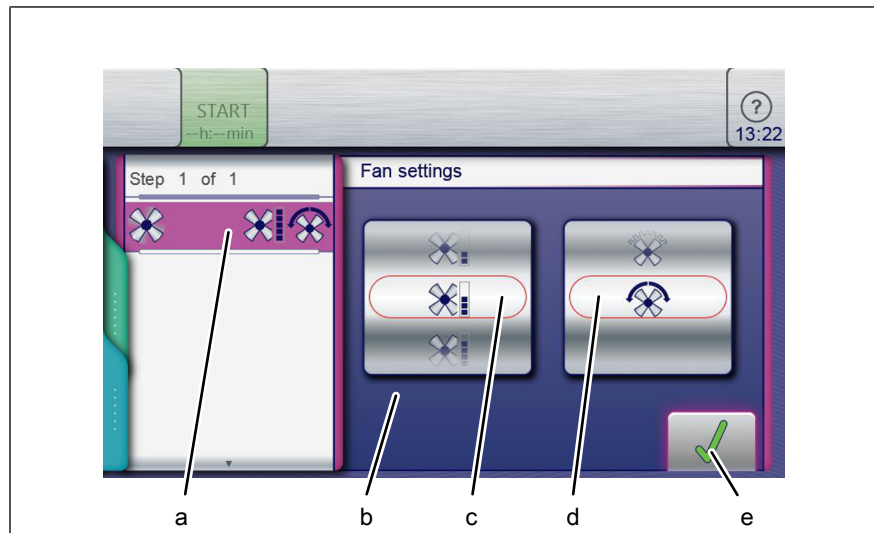 START
--h:--min
?
13:22
Step 1 of 1
Fan settings
a
b
c
d
e